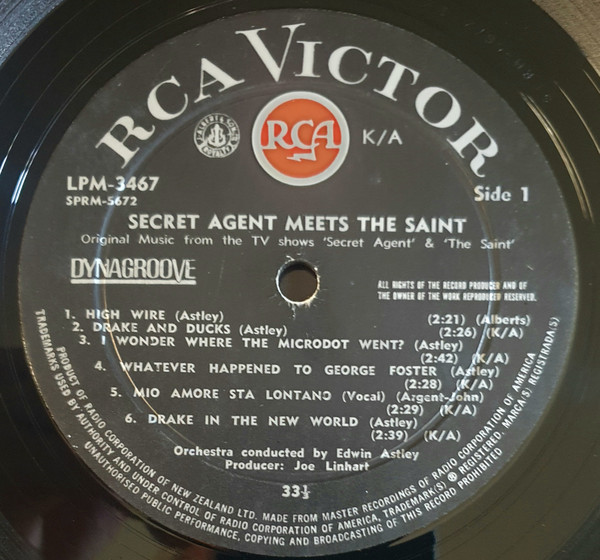 RCA VICTOR
RCA
K/A
LPM-3467
SPRM-5672
Side 1
SECRET AGENT MEETS THE SAINT
Original Music from the TV shows 'Secret Agent' & 'The Saint'
DYNAGROOVE
ALL RIGHTS OF THE RECORD PRODUCER AND OF
THE OWNER OF THE WORK REPRODUCED RESERVED.
1. HIGH WIRE (Astley) (2:21) (Alberts)
2. DRAKE AND DUCKS (Astley) (2:26) (K/A)
3. I WONDER WHERE THE MICRODOT WENT? (Astley)
(2:42) (K/A)
4. WHATEVER HAPPENED TO GEORGE FOSTER (Astley)
(2:28) (K/A)
5. MIO AMORE STA LONTANO (Vocal) (Argent-John)
(2:29) (K/A)
6. DRAKE IN THE NEW WORLD (Astley)
(2:39) (K/A)
Orchestra conducted by Edwin Astley
Producer: Joe Linhart
33⅓
PRODUCT OF RADIO CORPORATION OF NEW ZEALAND LTD. MADE FROM MASTER RECORDINGS OF RADIO CORPORATION OF AMERICA
TRADEMARKS USED BY AUTHORITY AND UNDER CONTROL OF RADIO CORPORATION OF AMERICA, TRADEMARK(S) ® REGISTERED. MARCA(S) REGISTRADA(S)
UNAUTHORISED PUBLIC PERFORMANCE, COPYING AND BROADCASTING OF THIS RECORD PROHIBITED